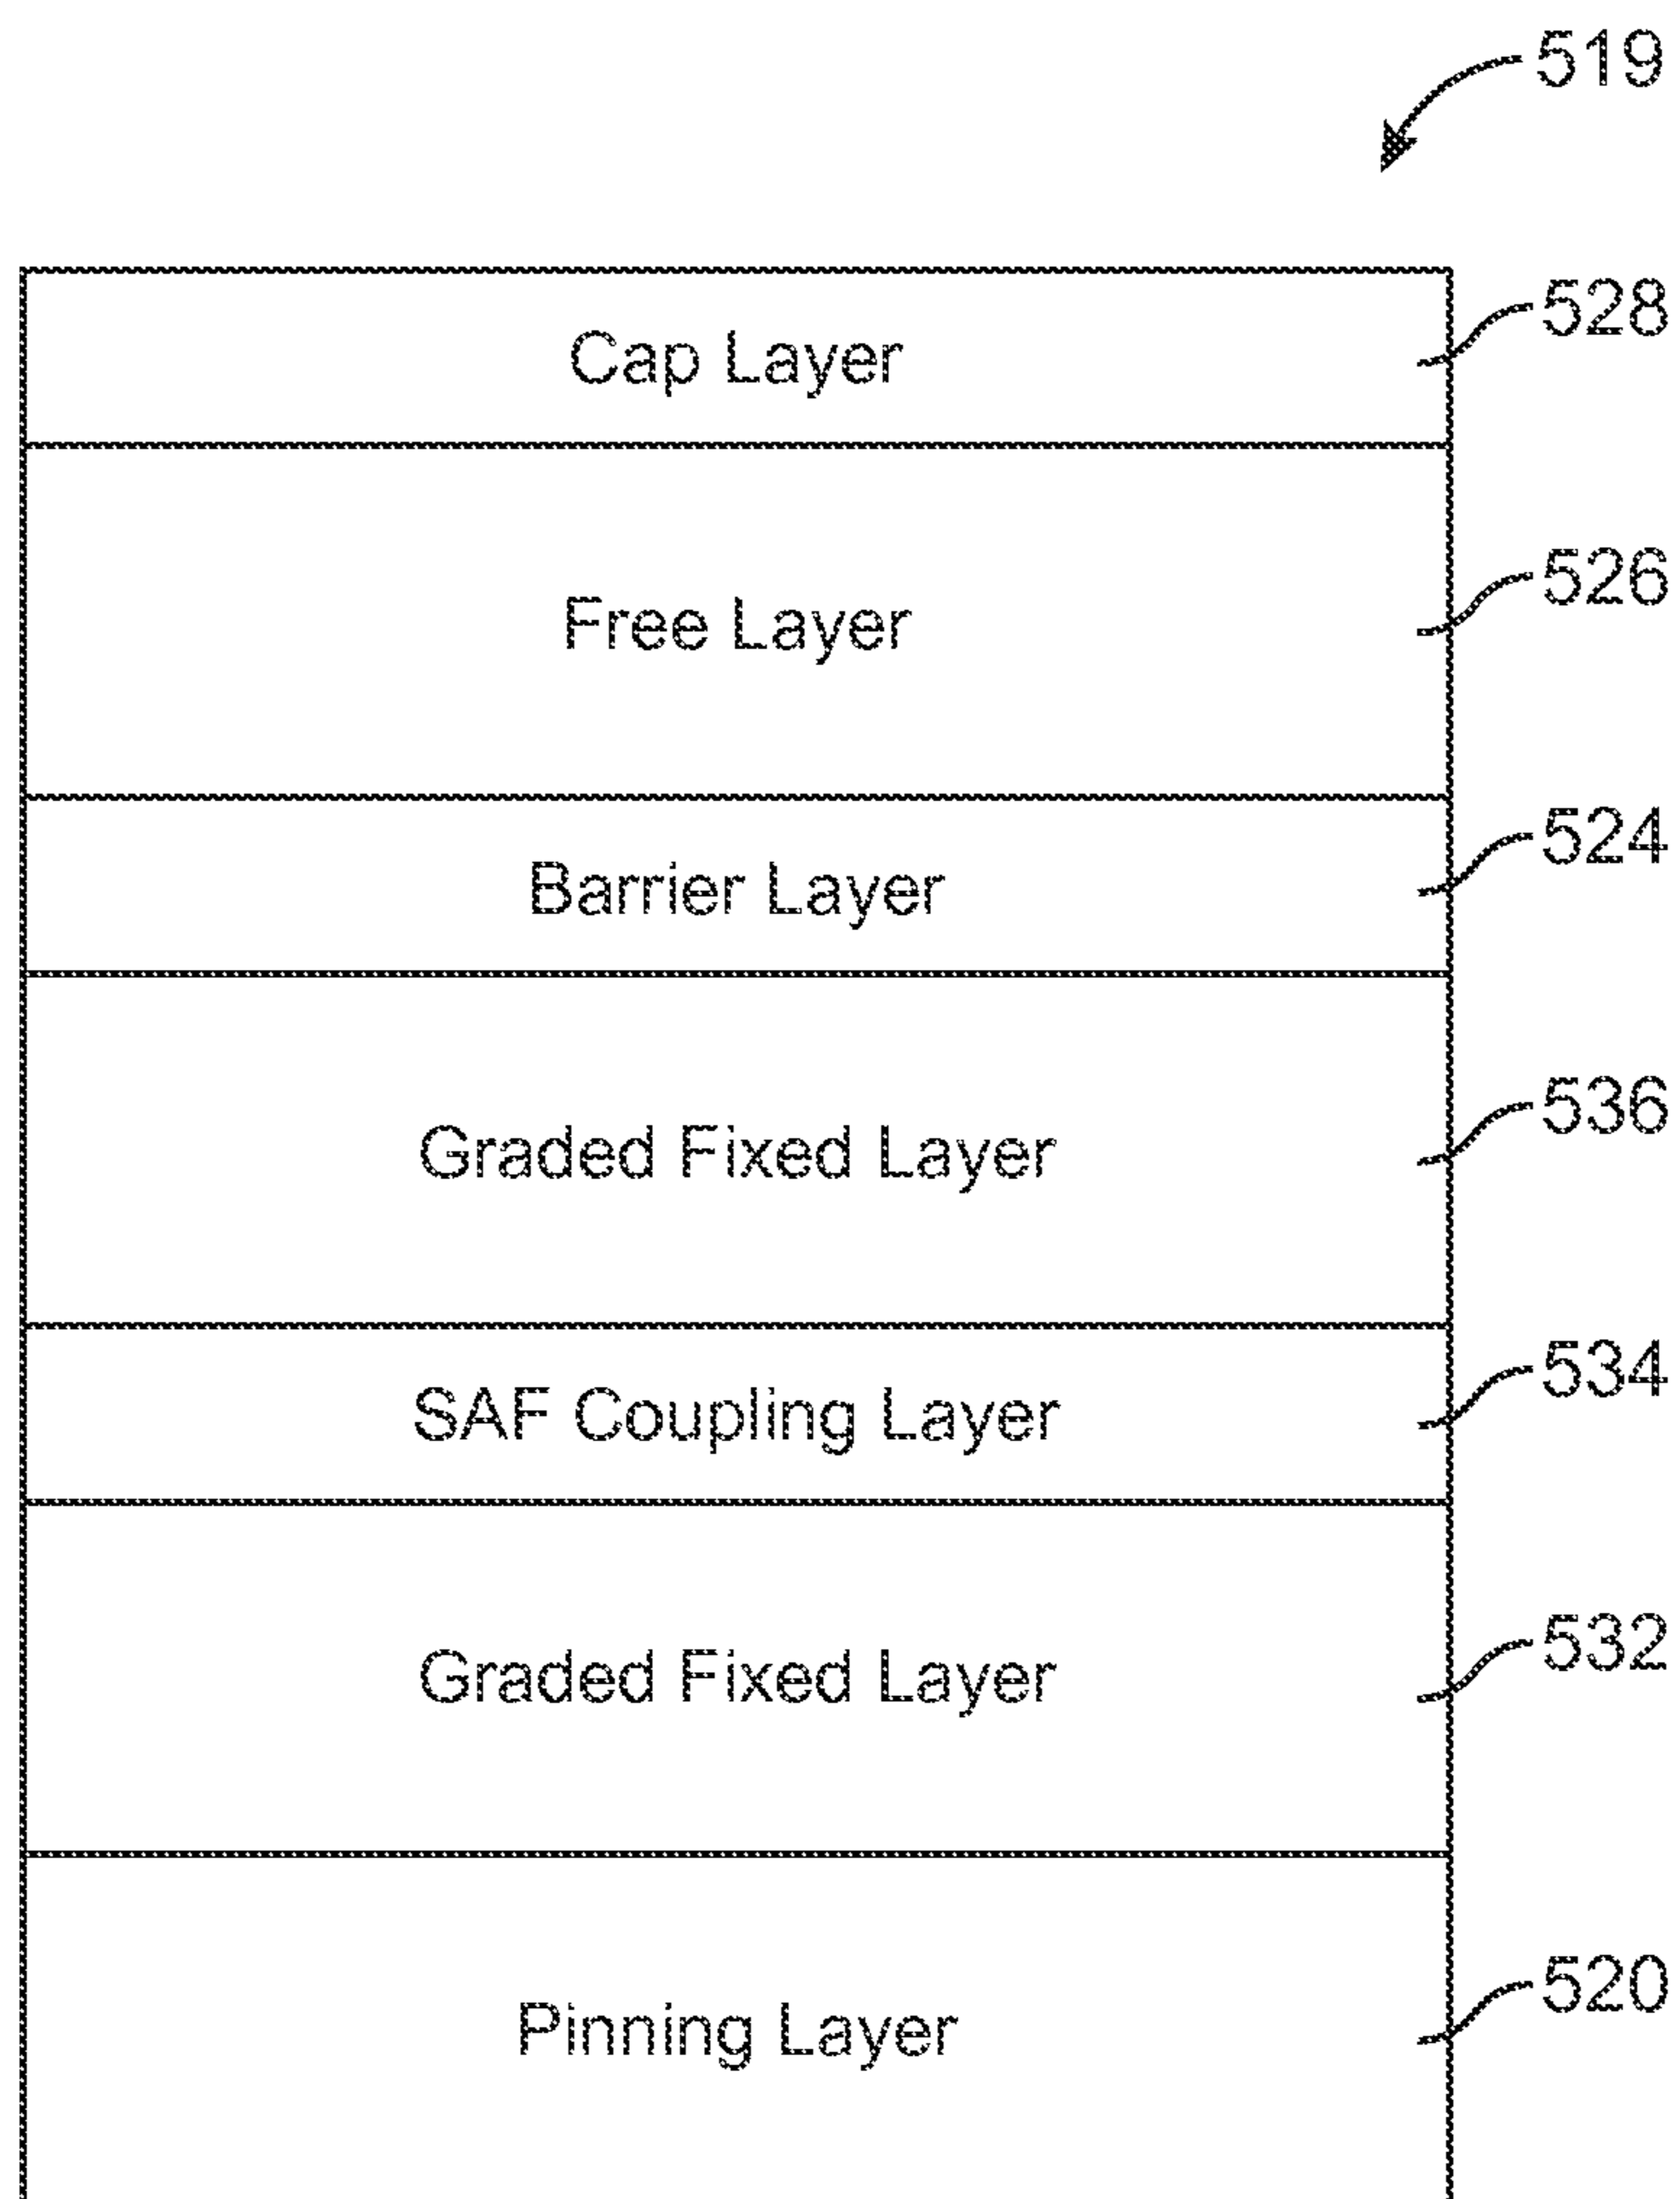 519
Cap Layer 528
Free Layer 526
Barrier Layer 524
Graded Fixed Layer 536
SAF Coupling Layer 534
Graded Fixed Layer 532
Pinning Layer 520